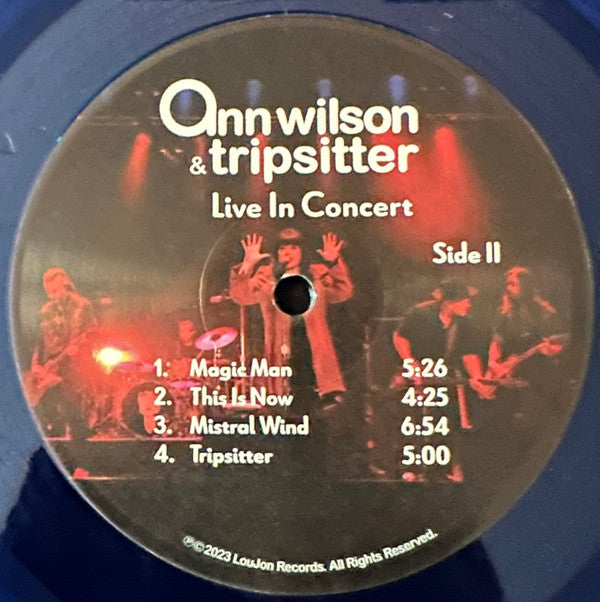 ann wilson
& tripsitter
Live In Concert
Side II
1. Magic Man 5:26
2. This Is Now 4:25
3. Mistral Wind 6:54
4. Tripsitter 5:00
℗© 2023 LouJon Records. All Rights Reserved.